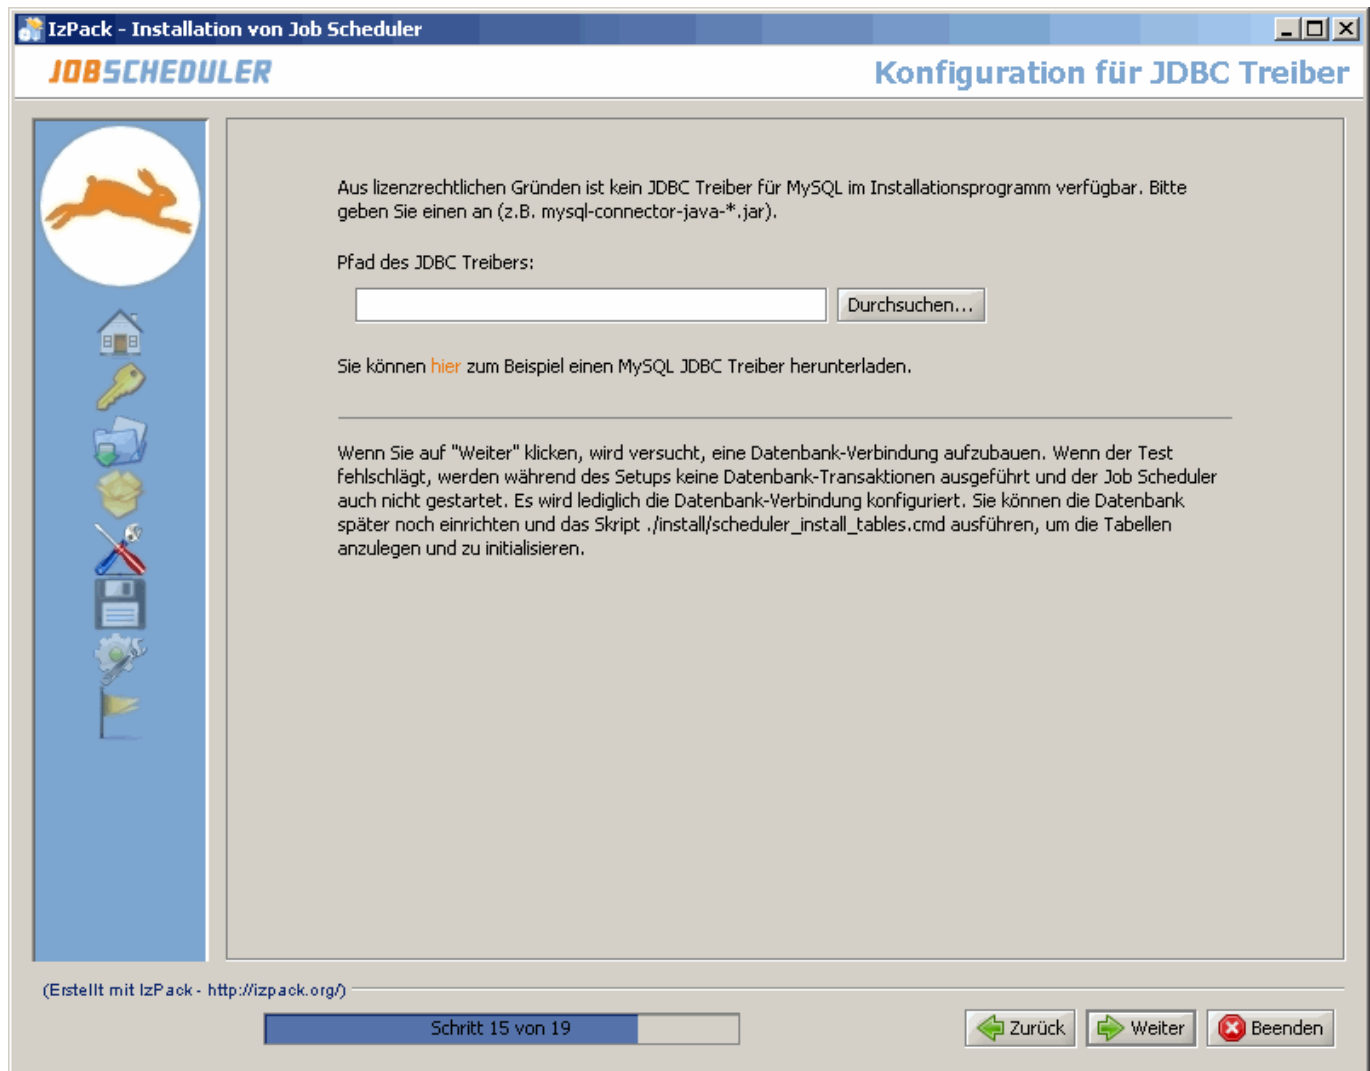 IzPack - Installation von Job Scheduler
JOBSCHEDULER
Konfiguration für JDBC Treiber
Aus lizenzrechtlichen Gründen ist kein JDBC Treiber für MySQL im Installationsprogramm verfügbar. Bitte
geben Sie einen an (z.B. mysql-connector-java-*.jar).
Pfad des JDBC Treibers:
Durchsuchen...
Sie können hier zum Beispiel einen MySQL JDBC Treiber herunterladen.
Wenn Sie auf "Weiter" klicken, wird versucht, eine Datenbank-Verbindung aufzubauen. Wenn der Test
fehlschlägt, werden während des Setups keine Datenbank-Transaktionen ausgeführt und der Job Scheduler
auch nicht gestartet. Es wird lediglich die Datenbank-Verbindung konfiguriert. Sie können die Datenbank
später noch einrichten und das Skript ./install/scheduler_install_tables.cmd ausführen, um die Tabellen
anzulegen und zu initialisieren.
(Erstellt mit IzPack - http://izpack.org/)
Schritt 15 von 19
Zurück
Weiter
Beenden